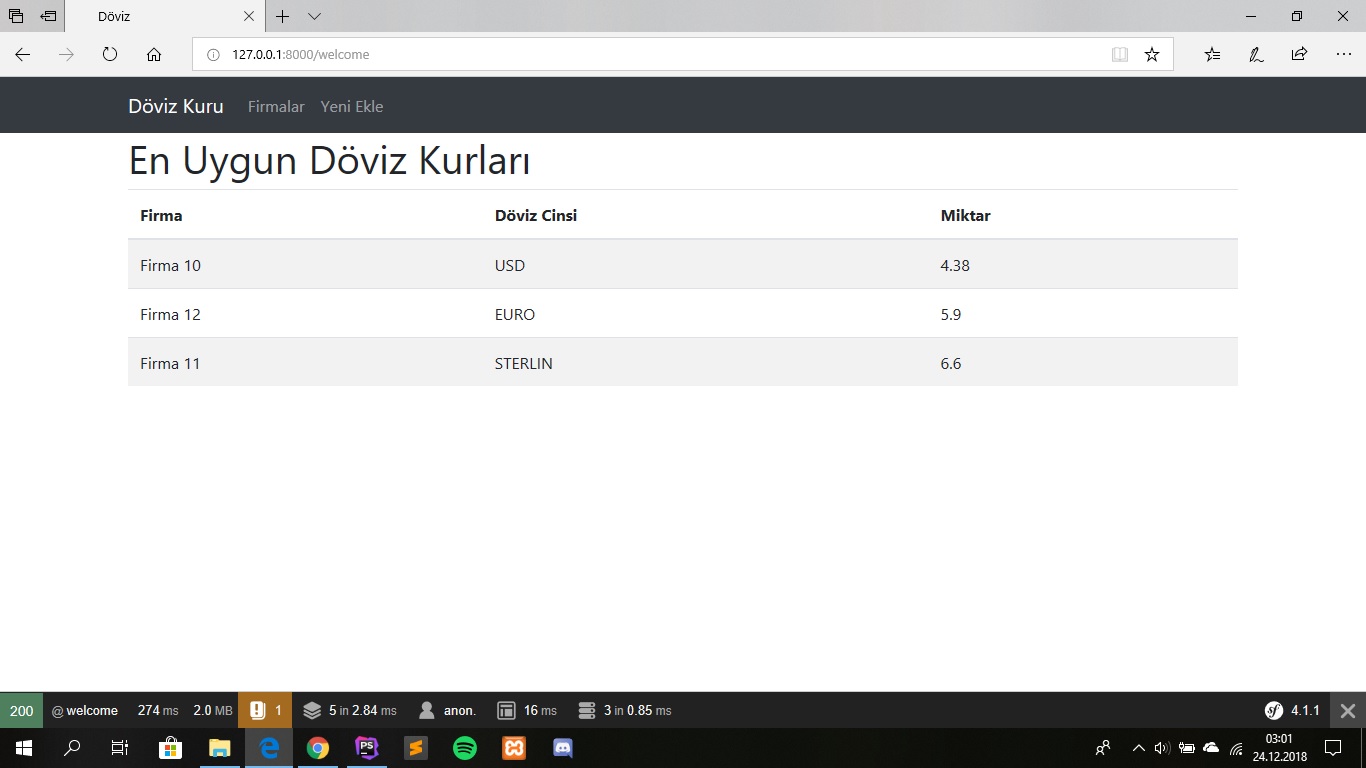 Döviz
127.0.0.1:8000/welcome
Döviz Kuru Firmalar Yeni Ekle
En Uygun Döviz Kurları
Firma Döviz Cinsi Miktar
Firma 10 USD 4.38
Firma 12 EURO 5.9
Firma 11 STERLIN 6.6
200 @ welcome 274 ms 2.0 MB 1 5 in 2.84 ms anon. 16 ms 3 in 0.85 ms sf 4.1.1
PS
03:01
24.12.2018